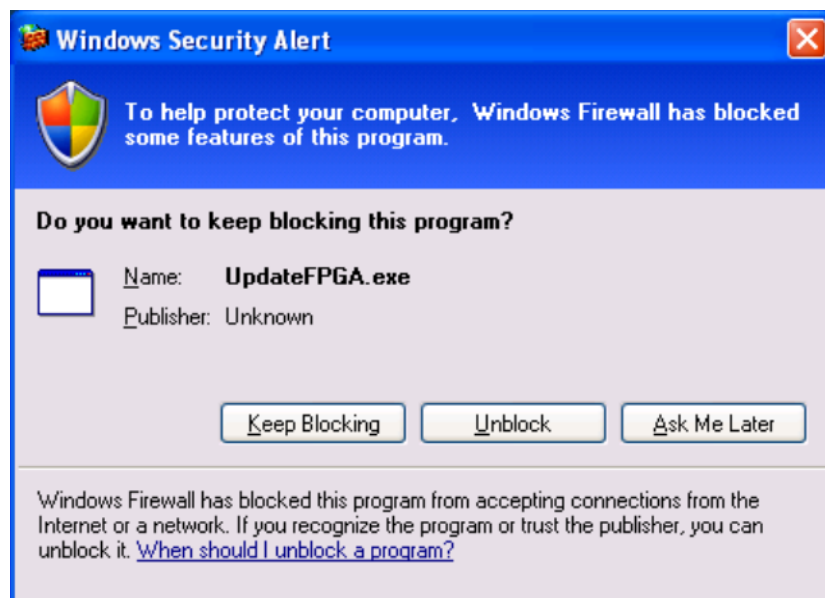 Windows Security Alert
To help protect your computer, Windows Firewall has blocked
some features of this program.
Do you want to keep blocking this program?
Name: UpdateFPGA.exe
Publisher: Unknown
Keep Blocking Unblock Ask Me Later
Windows Firewall has blocked this program from accepting connections from the
Internet or a network. If you recognize the program or trust the publisher, you can
unblock it. When should I unblock a program?